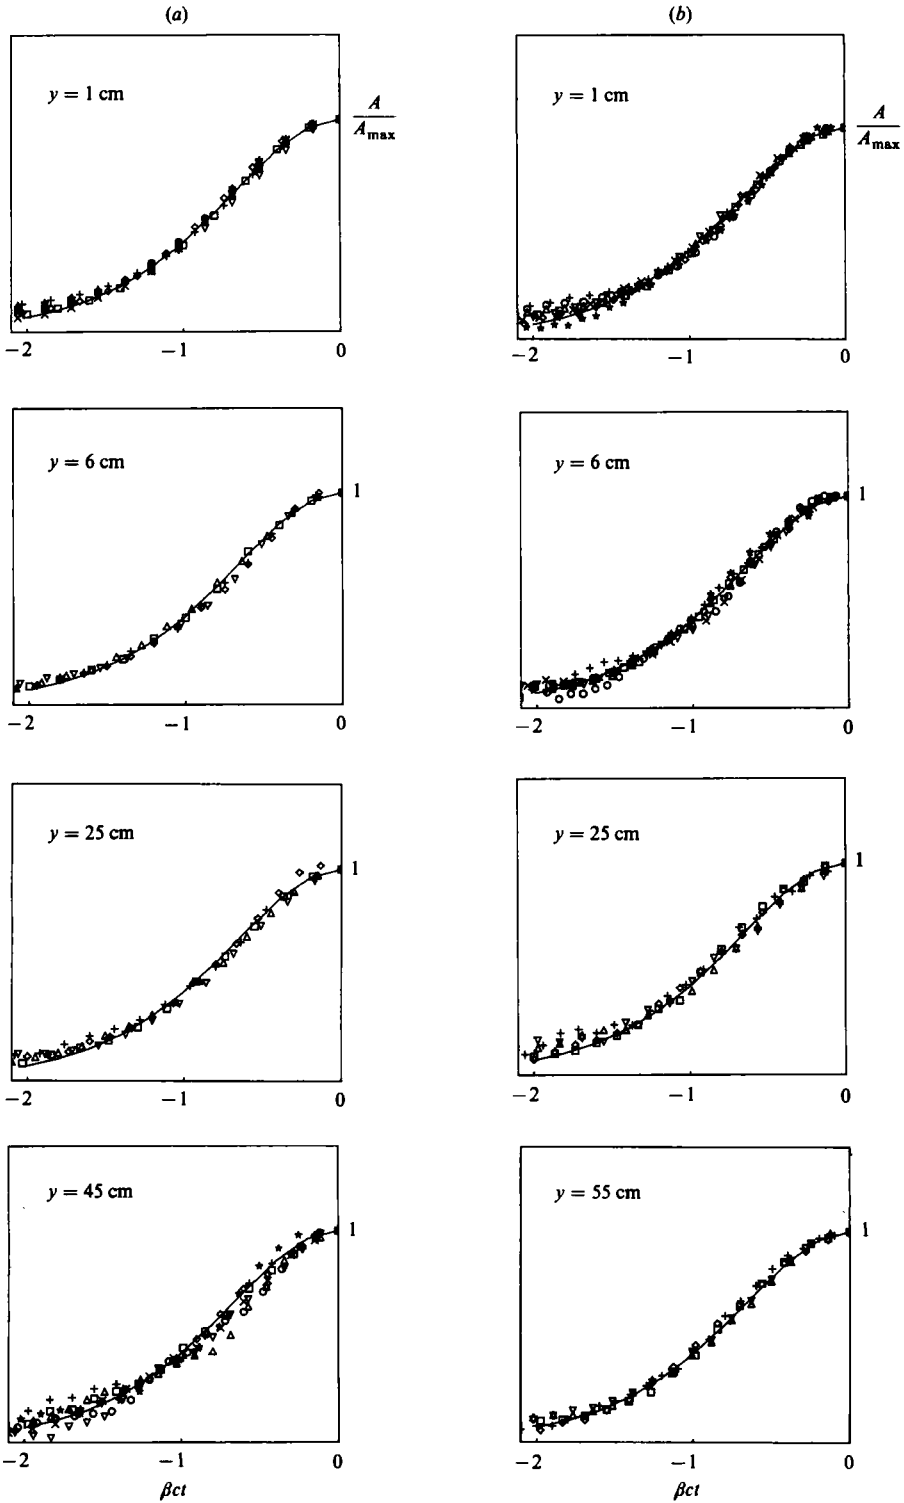 (a) (b)
y = 1 cm y = 1 cm
A/A_max A/A_max
−2 −1 0 −2 −1 0
y = 6 cm y = 6 cm
1 1
−2 −1 0 −2 −1 0
y = 25 cm y = 25 cm
1 1
−2 −1 0 −2 −1 0
y = 45 cm y = 55 cm
1 1
−2 −1 0 −2 −1 0
βct βct